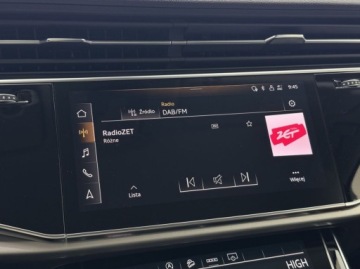 9:45
Radio
Źródło
DAB/FM
RadioZET
Różne
ZET
Lista
Więcej
HIGH